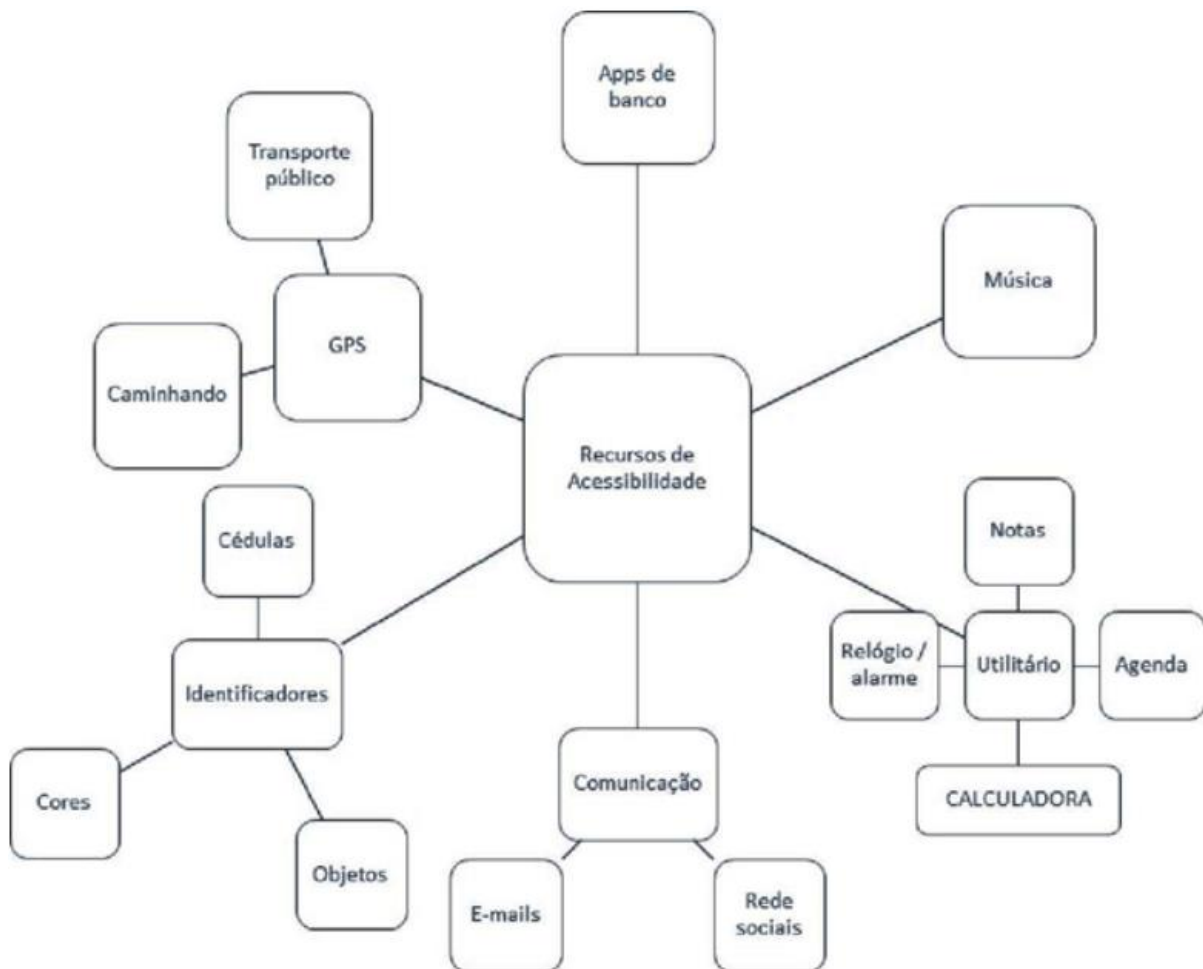 Apps de
banco
Transporte
público
Música
GPS
Caminhando
Recursos de
Acessibilidade
Notas
Cédulas
Relógio /
alarme
Utilitário
Agenda
Identificadores
Comunicação
CALCULADORA
Cores
Objetos
E-mails
Rede
sociais